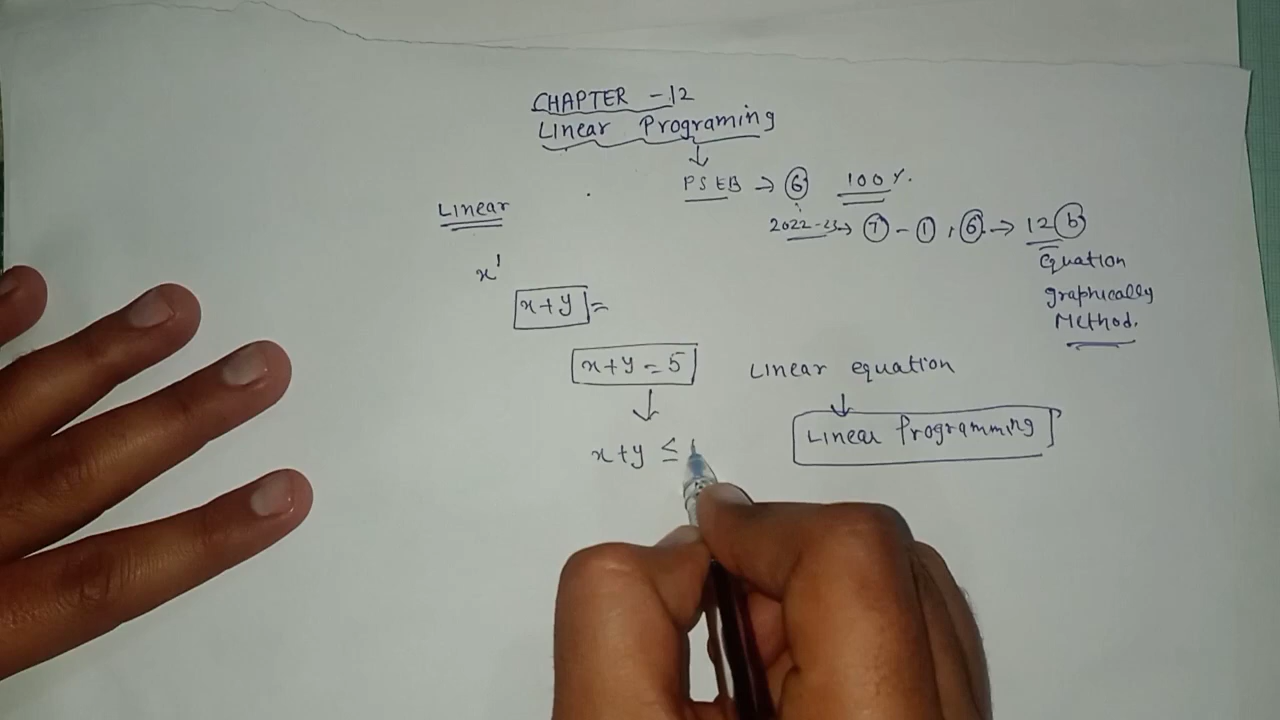 CHAPTER - 12
Linear Programing
↓
PSEB → 6 100 %.
Linear
2022-23 → 7 - 1, 6 → 12 b
Equation
graphically
Method.
x¹
x+y =
x+y = 5 Linear equation
↓ ↓
Linear Programming
x+y ≤